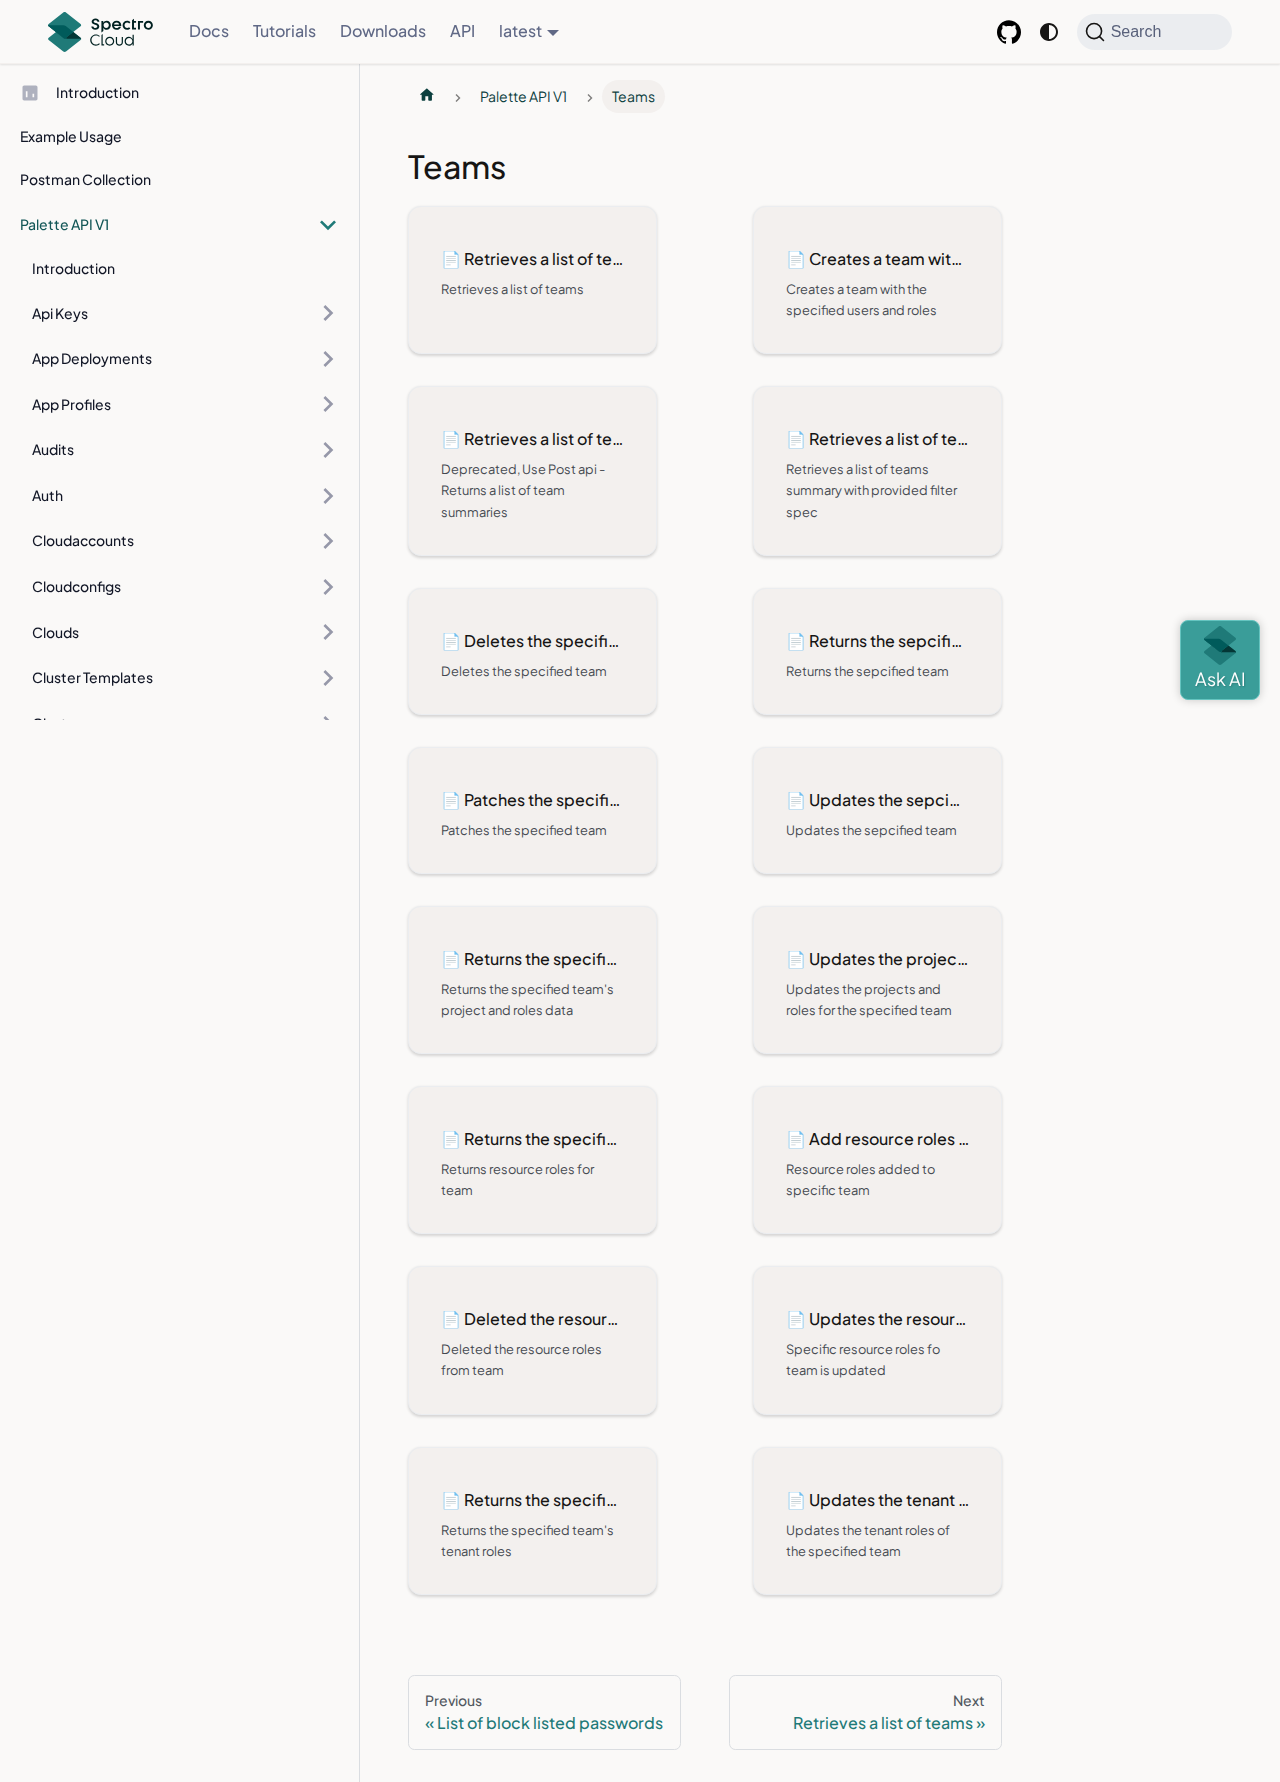 Spectro
Cloud
Docs
Tutorials
Downloads
API
latest
Search
Introduction
Example Usage
Postman Collection
Palette API V1
Introduction
Api Keys
App Deployments
App Profiles
Audits
Auth
Cloudaccounts
Cloudconfigs
Clouds
Cluster Templates
Palette API V1
Teams
Teams
Retrieves a list of te…
Retrieves a list of teams
Creates a team wit…
Creates a team with the
specified users and roles
Retrieves a list of te…
Deprecated, Use Post api -
Returns a list of team
summaries
Retrieves a list of te…
Retrieves a list of teams
summary with provided filter
spec
Deletes the specifi…
Deletes the specified team
Returns the sepcifi…
Returns the sepcified team
Patches the specifi…
Patches the specified team
Updates the sepci…
Updates the sepcified team
Returns the specifi…
Returns the specified team's
project and roles data
Updates the projec…
Updates the projects and
roles for the specified team
Returns the specifi…
Returns resource roles for
team
Add resource roles …
Resource roles added to
specific team
Deleted the resour…
Deleted the resource roles
from team
Updates the resour…
Specific resource roles fo
team is updated
Returns the specifi…
Returns the specified team's
tenant roles
Updates the tenant …
Updates the tenant roles of
the specified team
Ask AI
Previous
« List of block listed passwords
Next
Retrieves a list of teams »